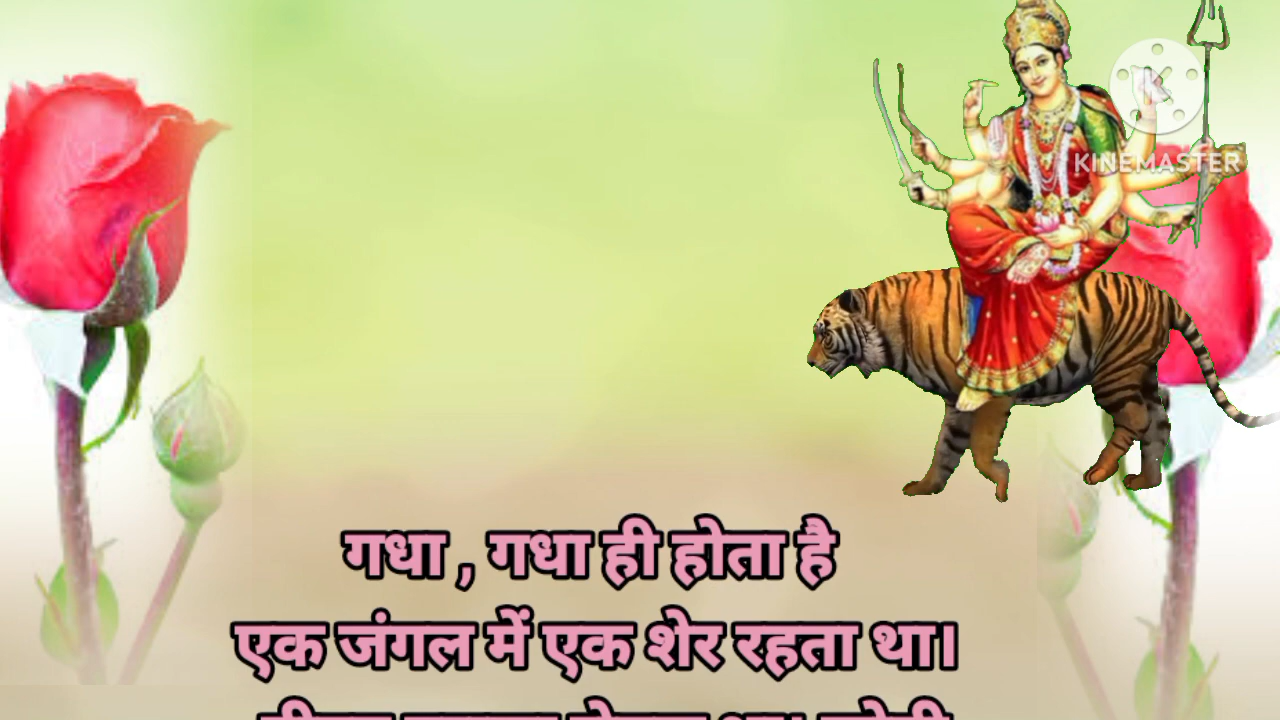 KINEMASTER
गधा , गधा ही होता है
एक जंगल में एक शेर रहता था।